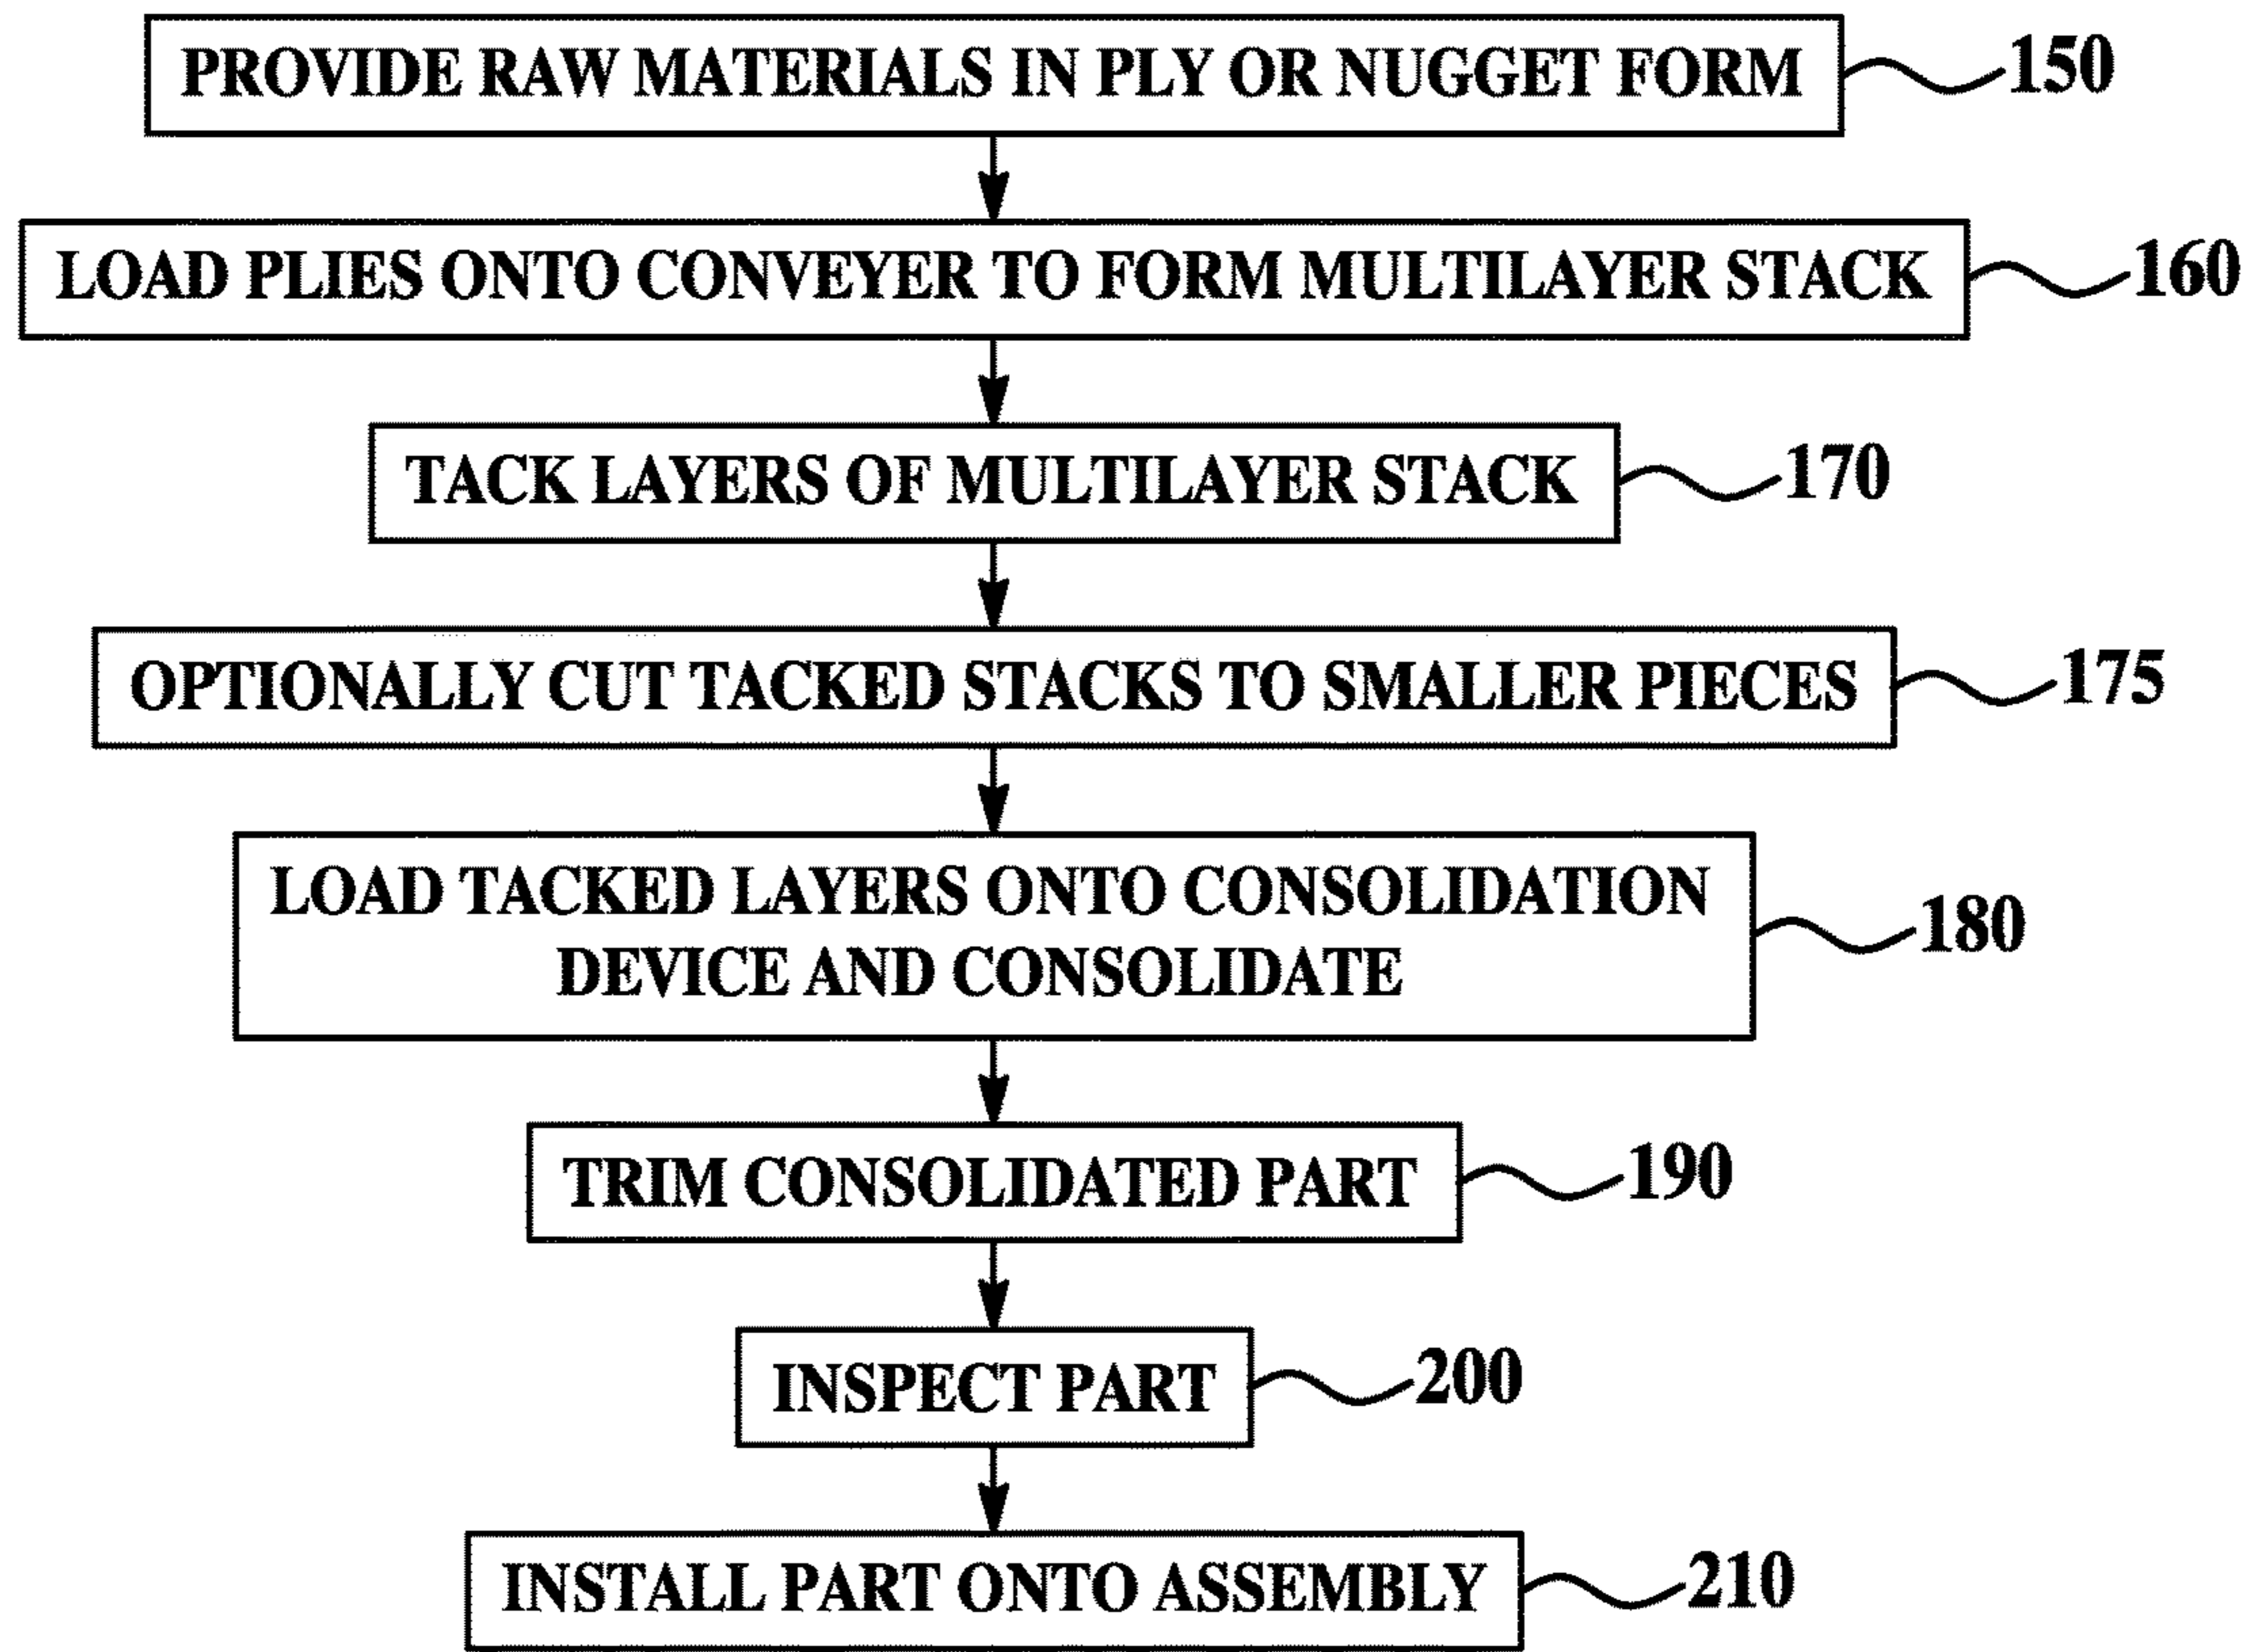 PROVIDE RAW MATERIALS IN PLY OR NUGGET FORM 150
LOAD PLIES ONTO CONVEYER TO FORM MULTILAYER STACK 160
TACK LAYERS OF MULTILAYER STACK 170
OPTIONALLY CUT TACKED STACKS TO SMALLER PIECES 175
LOAD TACKED LAYERS ONTO CONSOLIDATION
DEVICE AND CONSOLIDATE 180
TRIM CONSOLIDATED PART 190
INSPECT PART 200
INSTALL PART ONTO ASSEMBLY 210